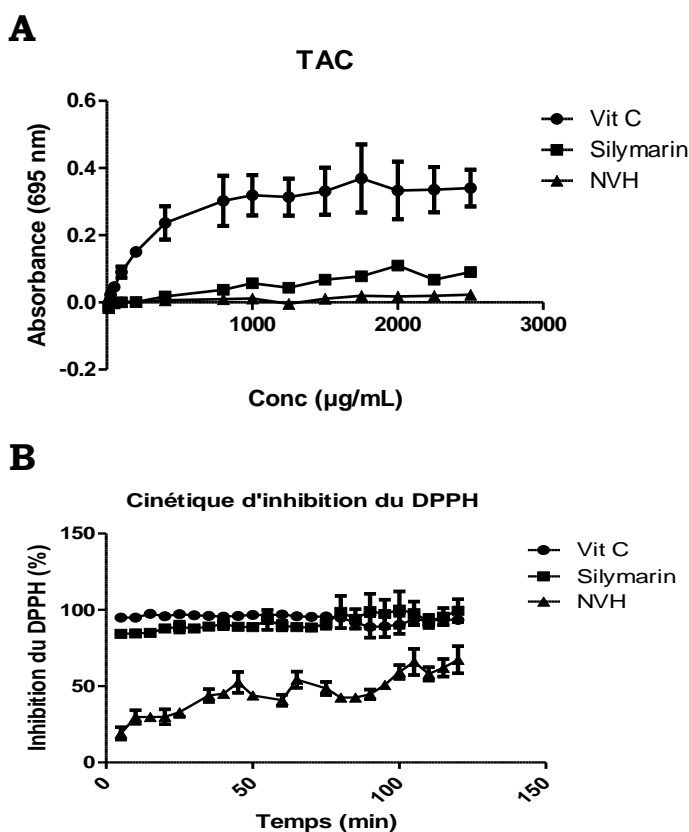 A
TAC
Absorbance (695 nm)
0.6
0.4
0.2
0.0
-0.2
1000
2000
3000
Conc (µg/mL)
Vit C
Silymarin
NVH
B
Cinétique d'inhibition du DPPH
Inhibition du DPPH (%)
150
100
50
0
0
50
100
150
Temps (min)
Vit C
Silymarin
NVH